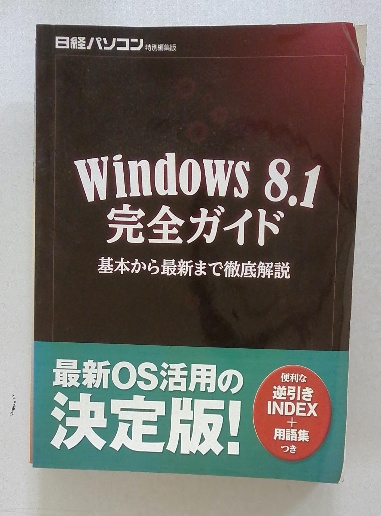 日経パソコン 特別編集版
Windows 8.1
完全ガイド
基本から最新まで徹底解説
最新OS活用の
決定版!
便利な
逆引き
INDEX
+
用語集
つき